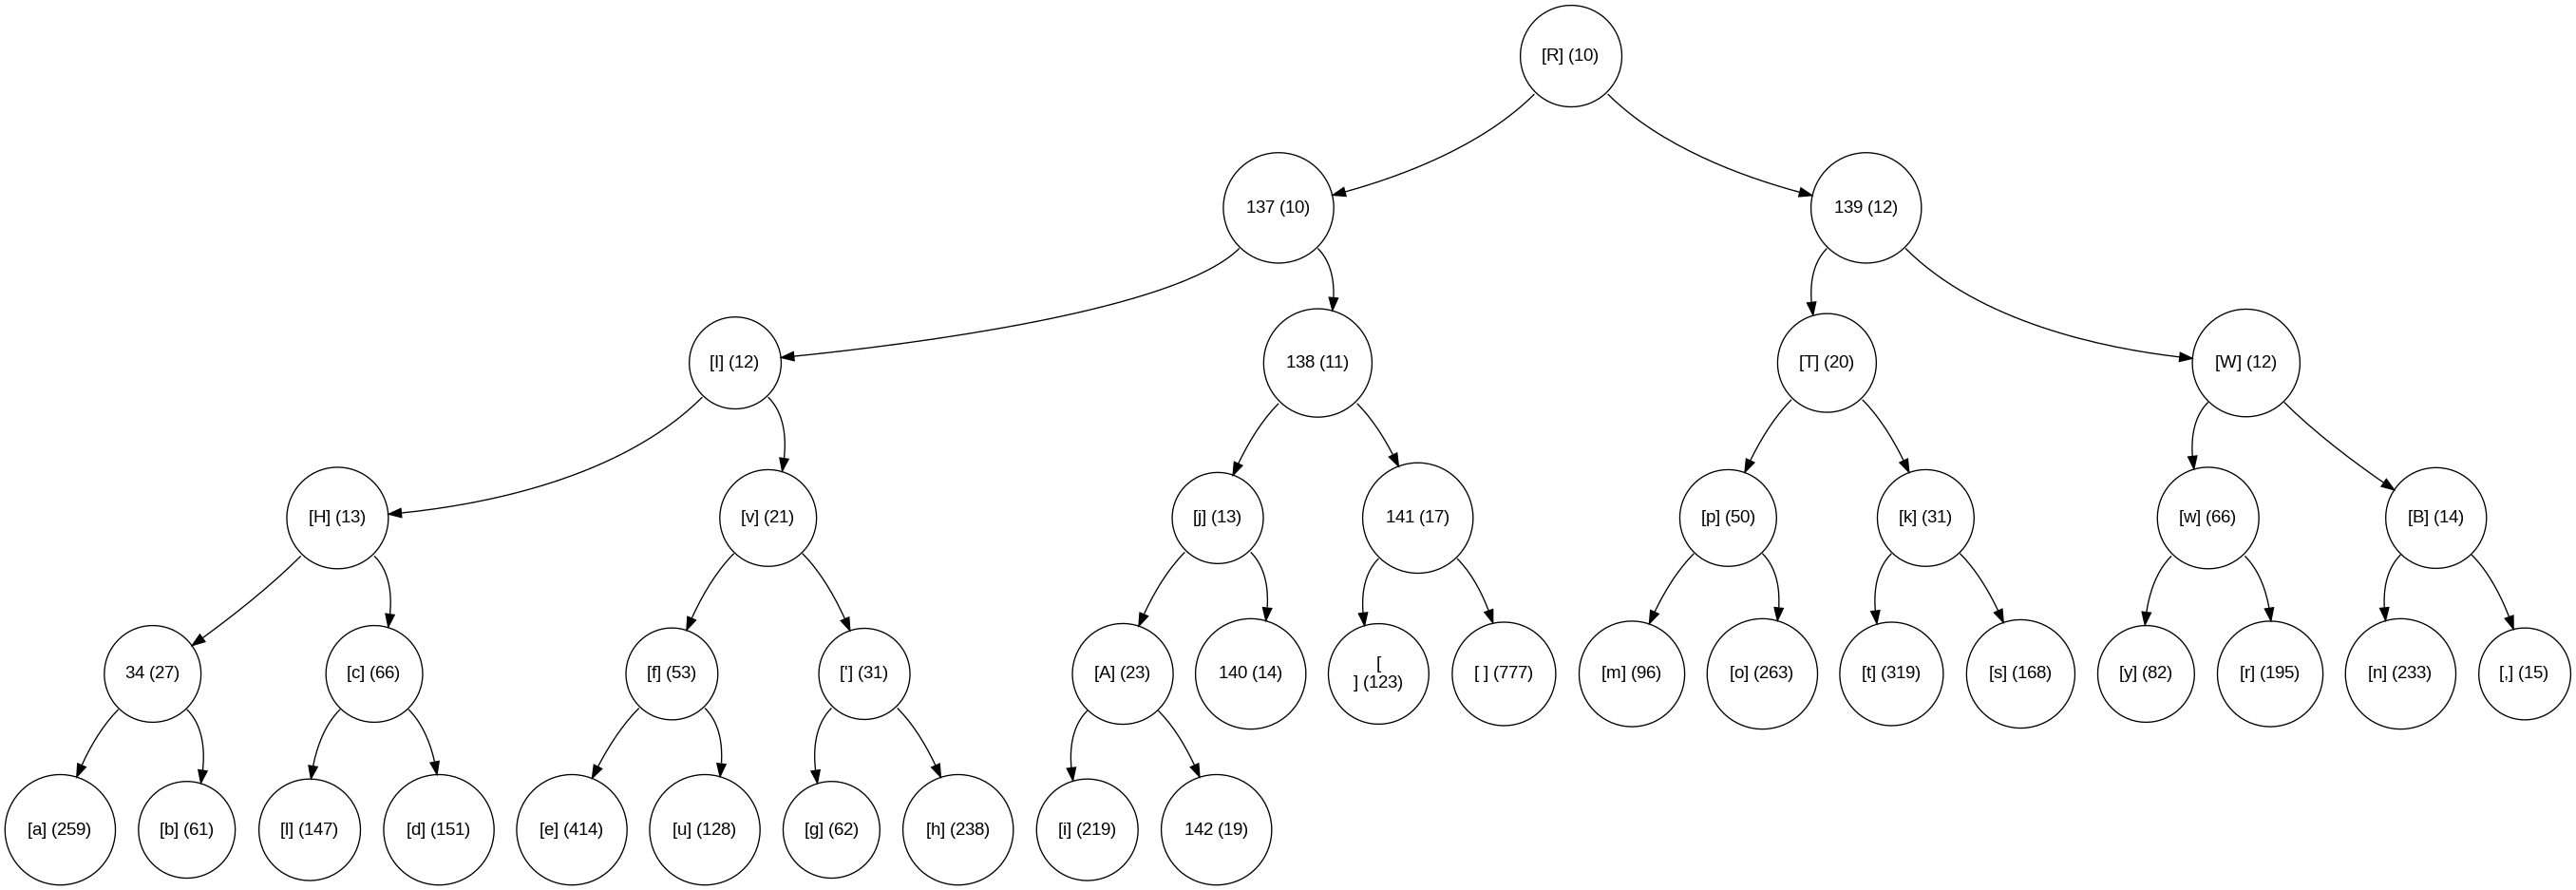 [R] (10)
137 (10)
139 (12)
[I] (12)
138 (11)
[T] (20)
[W] (12)
[H] (13)
[v] (21)
[j] (13)
141 (17)
[p] (50)
[k] (31)
[w] (66)
[B] (14)
34 (27)
[c] (66)
[f] (53)
['] (31)
[A] (23)
140 (14)
[
] (123)
[ ] (777)
[m] (96)
[o] (263)
[t] (319)
[s] (168)
[y] (82)
[r] (195)
[n] (233)
[,] (15)
[a] (259)
[b] (61)
[l] (147)
[d] (151)
[e] (414)
[u] (128)
[g] (62)
[h] (238)
[i] (219)
142 (19)